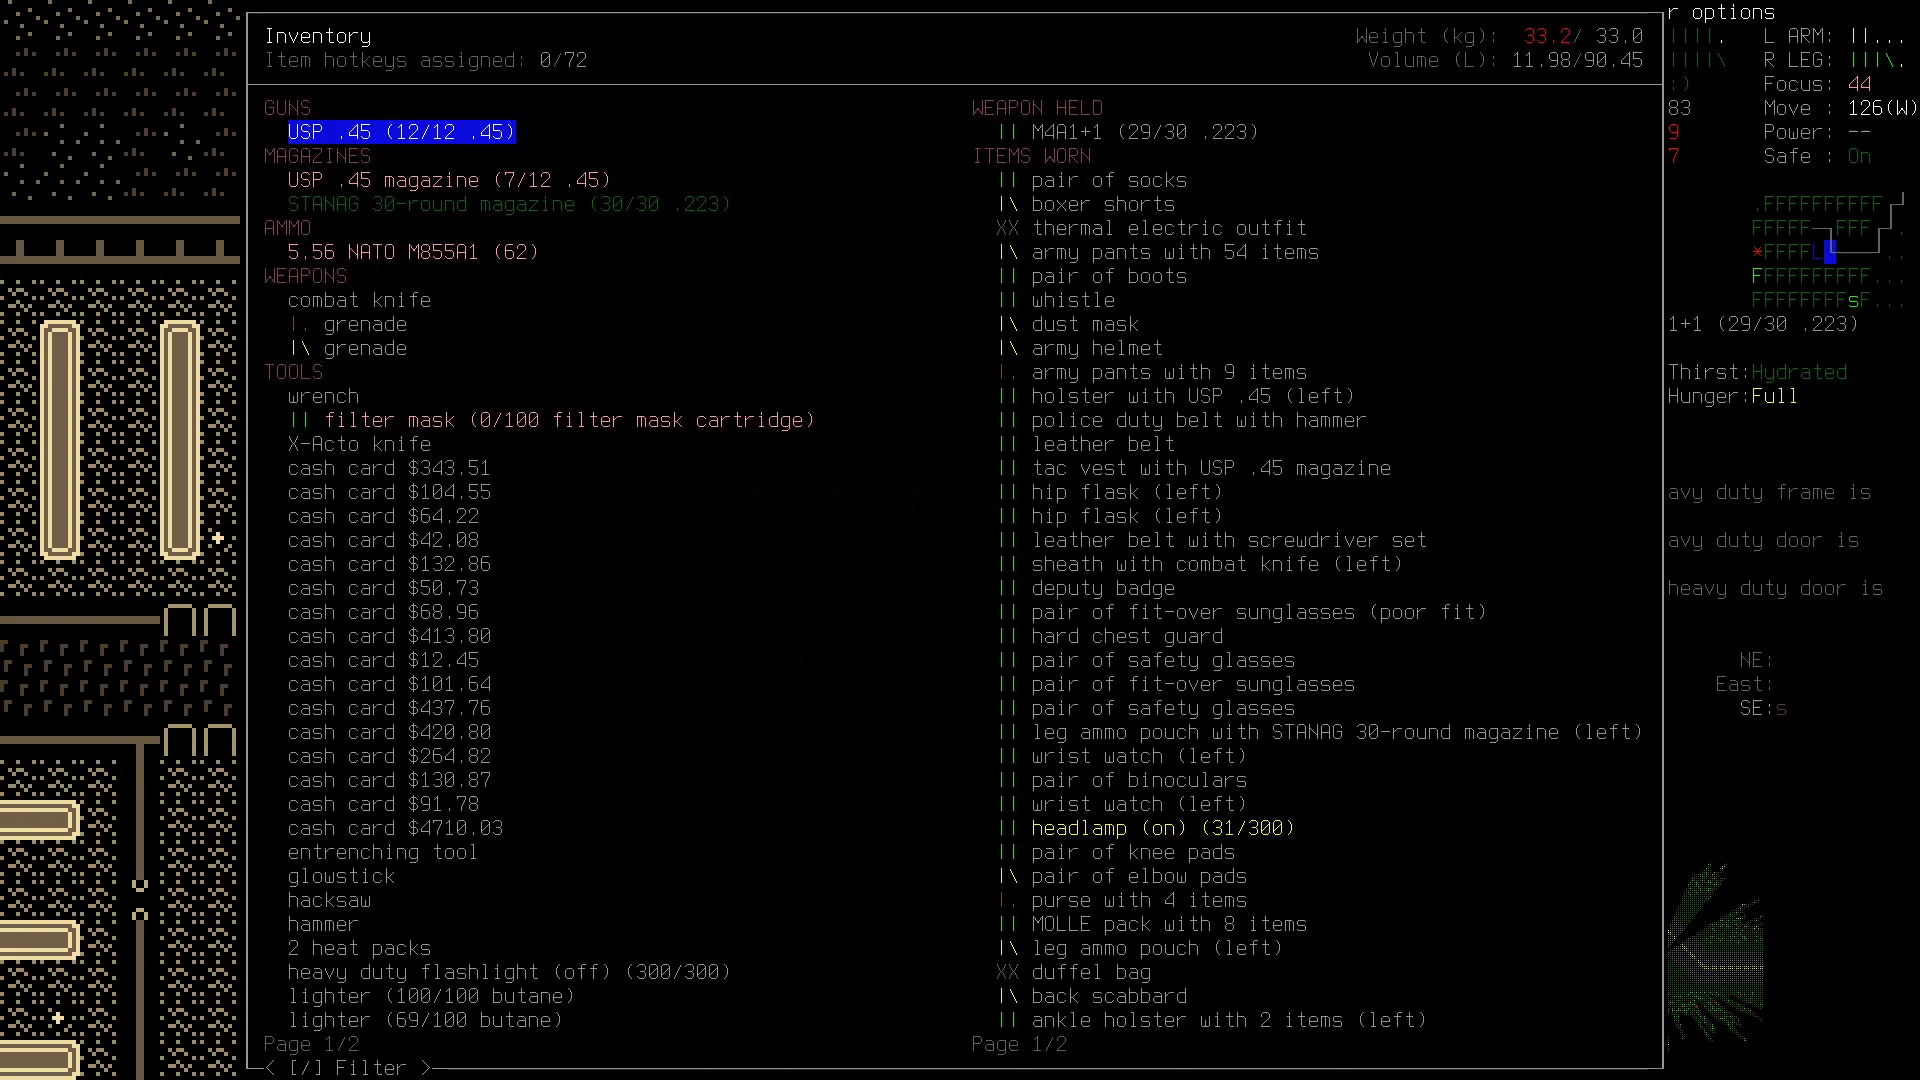 Inventory
Item hotkeys assigned: 0/72
Weight (kg): 33.2/ 33.0
Volume (L): 11.98/90.45
GUNS
USP .45 (12/12 .45)
MAGAZINES
USP .45 magazine (7/12 .45)
STANAG 30-round magazine (30/30 .223)
AMMO
5.56 NATO M855A1 (62)
WEAPONS
combat knife
|. grenade
|\ grenade
TOOLS
wrench
|| filter mask (0/100 filter mask cartridge)
X-Acto knife
cash card $343.51
cash card $104.55
cash card $64.22
cash card $42.08
cash card $132.86
cash card $50.73
cash card $68.96
cash card $413.80
cash card $12.45
cash card $101.64
cash card $437.76
cash card $420.80
cash card $264.82
cash card $130.87
cash card $91.78
cash card $4710.03
entrenching tool
glowstick
hacksaw
hammer
2 heat packs
heavy duty flashlight (off) (300/300)
lighter (100/100 butane)
lighter (69/100 butane)
Page 1/2
< [/] Filter >
WEAPON HELD
|| M4A1+1 (29/30 .223)
ITEMS WORN
|| pair of socks
|\ boxer shorts
XX thermal electric outfit
|\ army pants with 54 items
|| pair of boots
|| whistle
|\ dust mask
|\ army helmet
|. army pants with 9 items
|| holster with USP .45 (left)
|| police duty belt with hammer
|| leather belt
|| tac vest with USP .45 magazine
|| hip flask (left)
|| hip flask (left)
|| leather belt with screwdriver set
|| sheath with combat knife (left)
|| deputy badge
|| pair of fit-over sunglasses (poor fit)
|| hard chest guard
|| pair of safety glasses
|| pair of fit-over sunglasses
|| pair of safety glasses
|| leg ammo pouch with STANAG 30-round magazine (left)
|| wrist watch (left)
|| pair of binoculars
|| wrist watch (left)
|| headlamp (on) (31/300)
|| pair of knee pads
|\ pair of elbow pads
|. purse with 4 items
|| MOLLE pack with 8 items
|\ leg ammo pouch (left)
XX duffel bag
|\ back scabbard
|| ankle holster with 2 items (left)
Page 1/2
r options
||||. L ARM: ||...
||||\ R LEG: |||\.
:) Focus: 44
83 Move : 126(W)
9 Power: --
7 Safe : On
.FFFFFFFFFF
FFFFF FFF
*FFFFL ..
FFFFFFFFFF...
FFFFFFFFsF...
1+1 (29/30 .223)
Thirst:Hydrated
Hunger:Full
avy duty frame is
avy duty door is
heavy duty door is
NE:
East:
SE:s